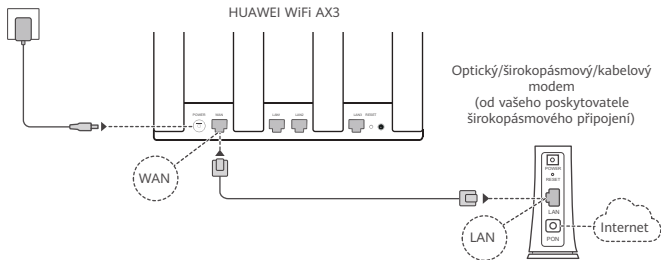 HUAWEI WiFi AX3
Optický/širokopásmový/kabelový
modem
(od vašeho poskytovatele
širokopásmového připojení)
POWER
WAN
LAN1
LAN2
LAN3
RESET
WAN
POWER
RESET
LAN
PON
LAN
Internet